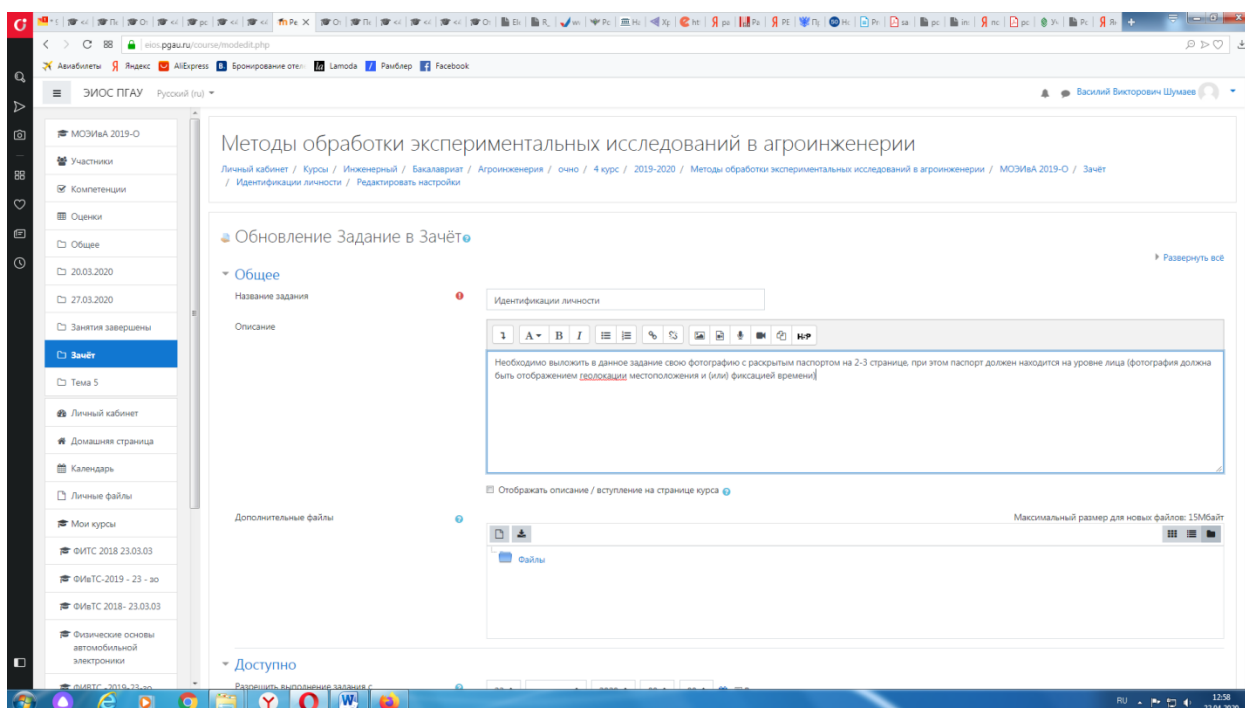 eios.pgau.ru/course/modedit.php
Авиабилеты Яндекс AliExpress Бронирование отел Lamoda Рамблер Facebook
ЭИОС ПГАУ Русский (ru)
Василий Викторович Шумаев
МОЭИвА 2019-О
Участники
Компетенции
Оценки
Общее
20.03.2020
27.03.2020
Занятия завершены
Зачёт
Тема 5
Личный кабинет
Домашняя страница
Календарь
Личные файлы
Мои курсы
ФИТС 2018 23.03.03
ФИвТС-2019 - 23 - зо
ФИвТС 2018- 23.03.03
Физические основы
автомобильной
электроники
Методы обработки экспериментальных исследований в агроинженерии
Личный кабинет / Курсы / Инженерный / Бакалавриат / Агроинженерия / очно / 4 курс / 2019-2020 / Методы обработки экспериментальных исследований в агроинженерии / МОЭИвА 2019-О / Зачёт
/ Идентификации личности / Редактировать настройки
Обновление Задание в Зачёт
Развернуть всё
Общее
Название задания
Идентификации личности
Описание
A B I H5P
Необходимо выложить в данное задание свою фотографию с раскрытым паспортом на 2-3 странице, при этом паспорт должен находится на уровне лица (фотография должна
быть отображением геолокации местоположения и (или) фиксацией времени)
Отображать описание / вступление на странице курса
Дополнительные файлы
Максимальный размер для новых файлов: 15Мбайт
Файлы
Доступно
Разрешить выполнение задания с
RU 12:58